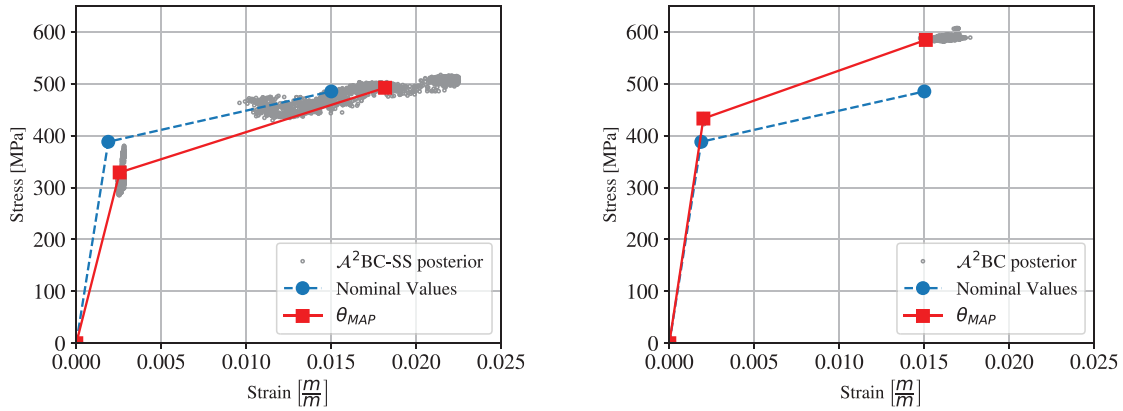 600
500
400
300
200
100
0
Stress [MPa]
0.000 0.005 0.010 0.015 0.020 0.025
Strain [m/m]
𝒜²BC-SS posterior
Nominal Values
θ_MAP
600
500
400
300
200
100
0
Stress [MPa]
0.000 0.005 0.010 0.015 0.020 0.025
Strain [m/m]
𝒜²BC posterior
Nominal Values
θ_MAP